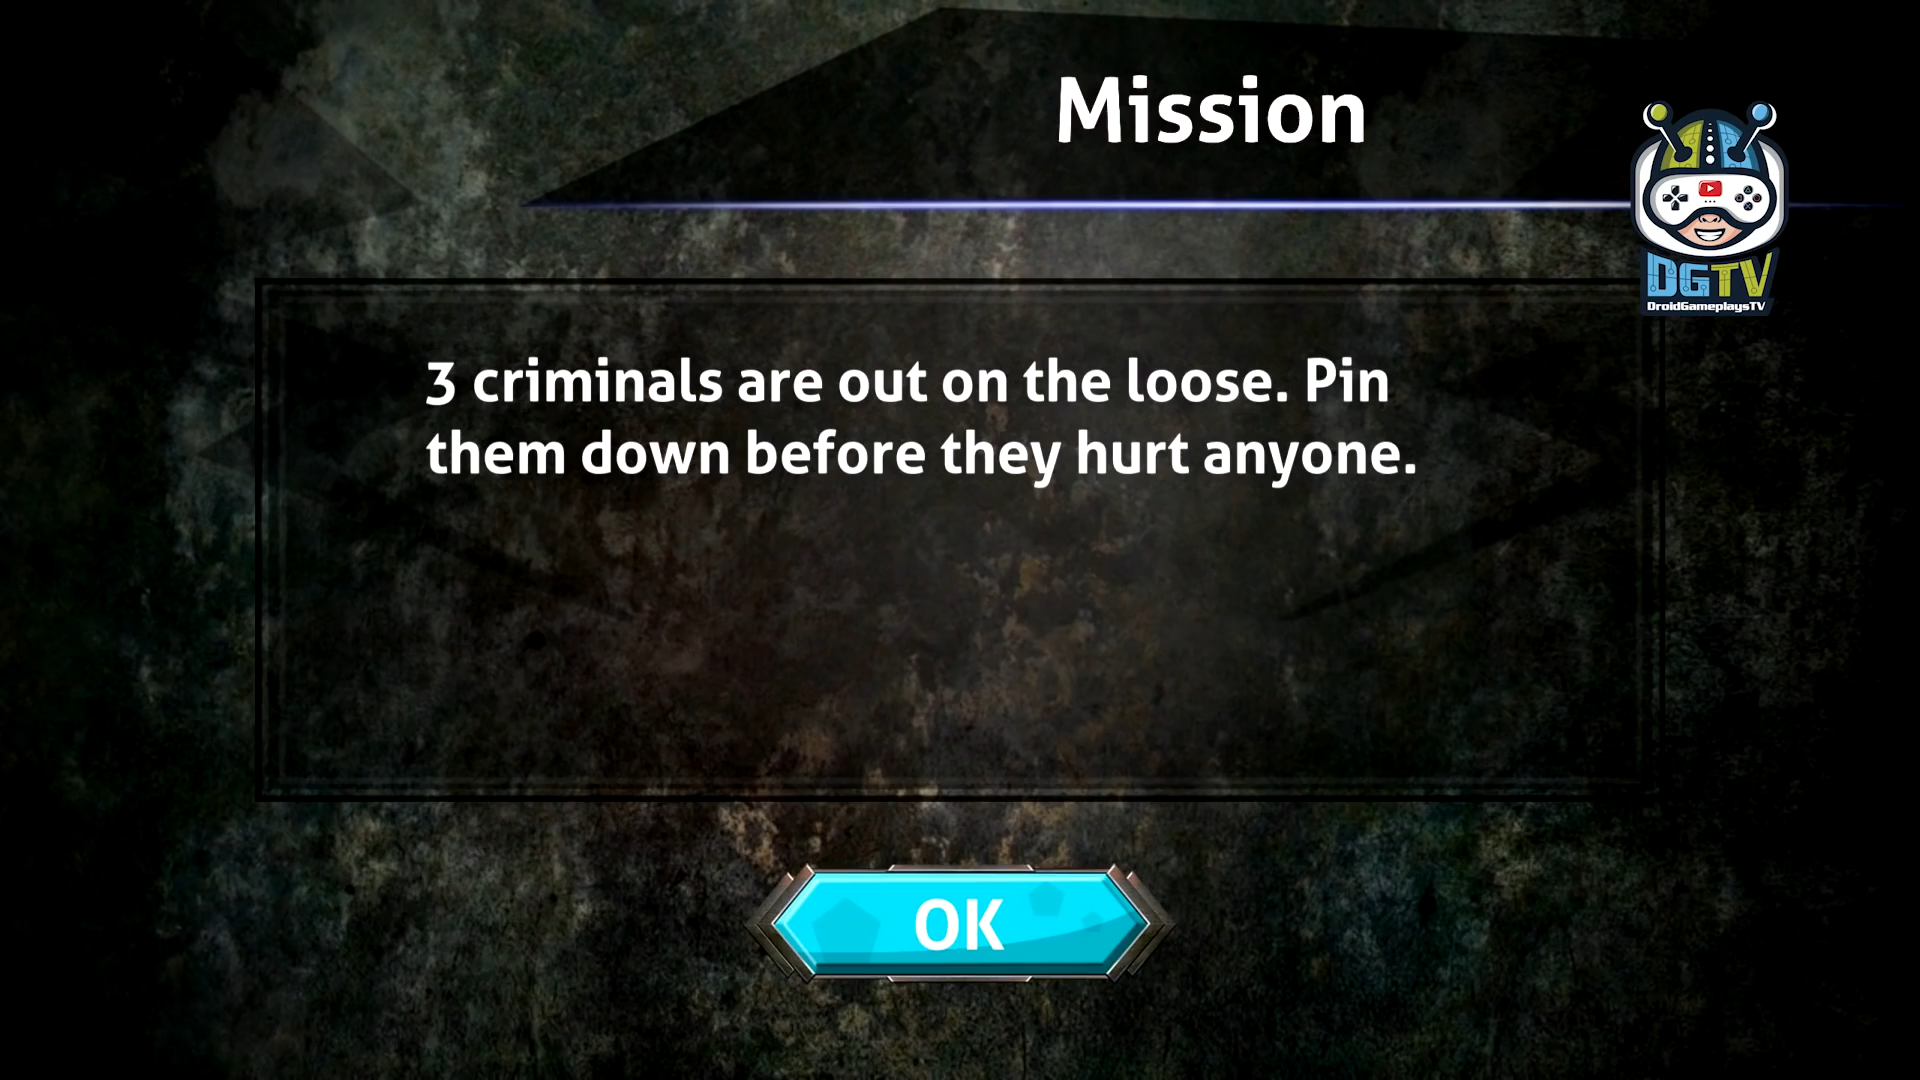 Mission
DGTV
DroidGameplaysTV
3 criminals are out on the loose. Pin
them down before they hurt anyone.
OK